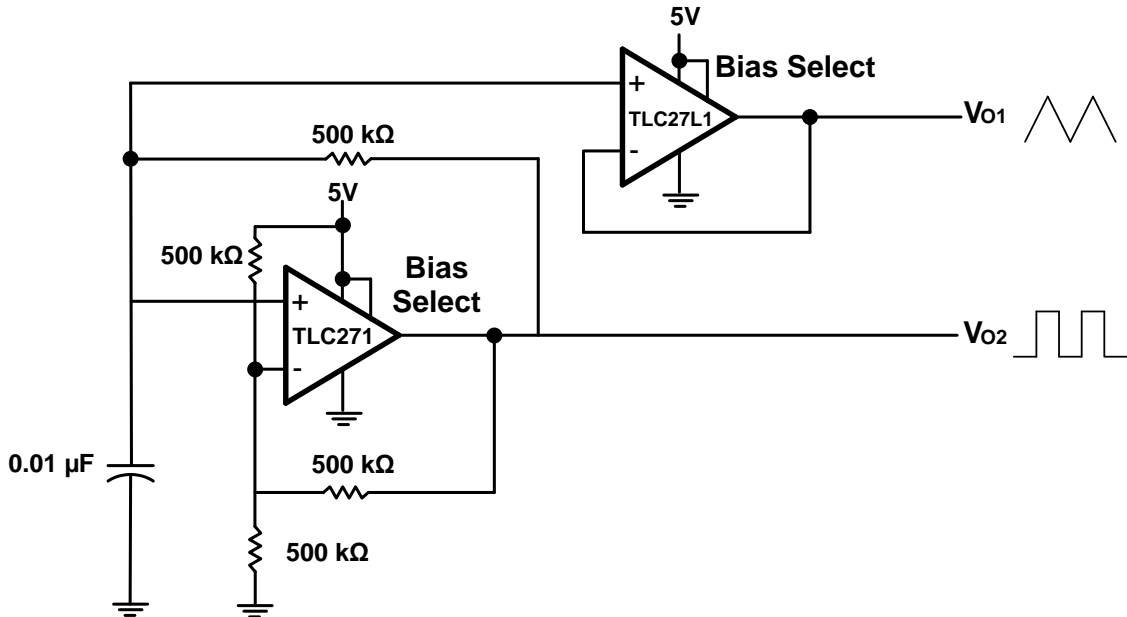 5V
Bias Select
+
TLC27L1
-
VO1
500 kΩ
5V
500 kΩ
Bias
Select
+
TLC271
-
VO2
0.01 µF
500 kΩ
500 kΩ